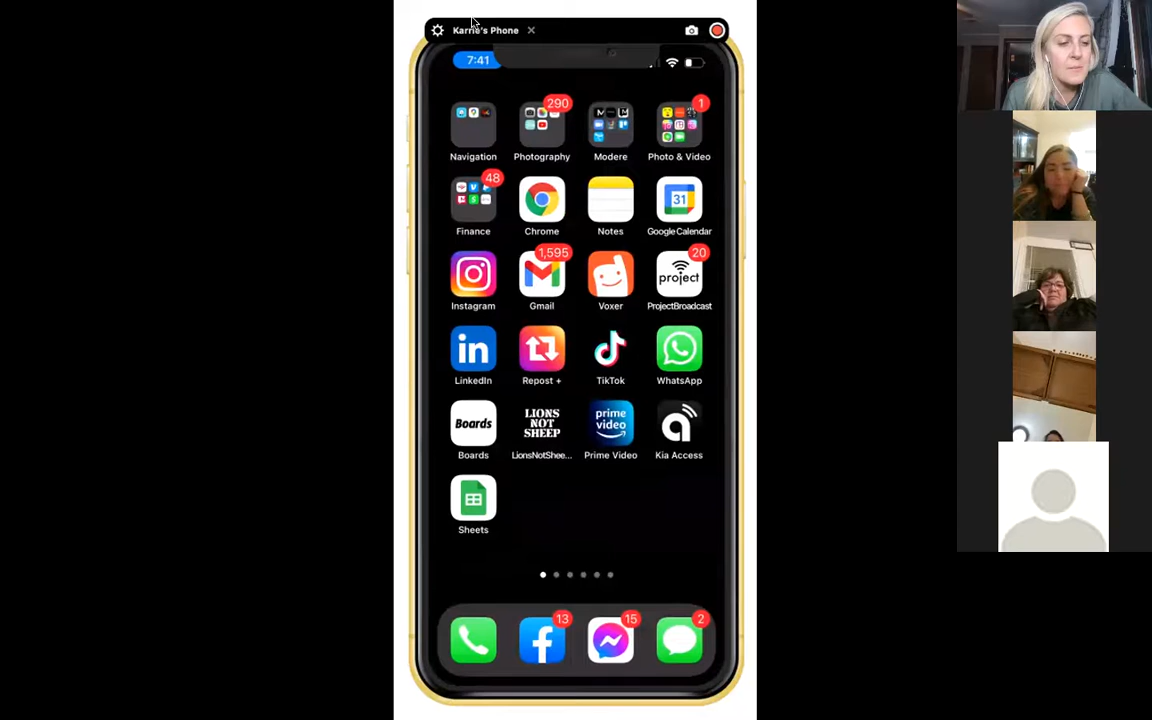 Karrie's Phone
7:41
290
1
Navigation
Photography
Modere
Photo & Video
48
31
Finance
Chrome
Notes
Google Calendar
1,595
20
project
Instagram
Gmail
Voxer
ProjectBroadcast
in
LinkedIn
Repost +
TikTok
WhatsApp
Boards
LIONS
NOT
SHEEP
prime
video
Boards
LionsNotShee...
Prime Video
Kia Access
Sheets
13
15
2